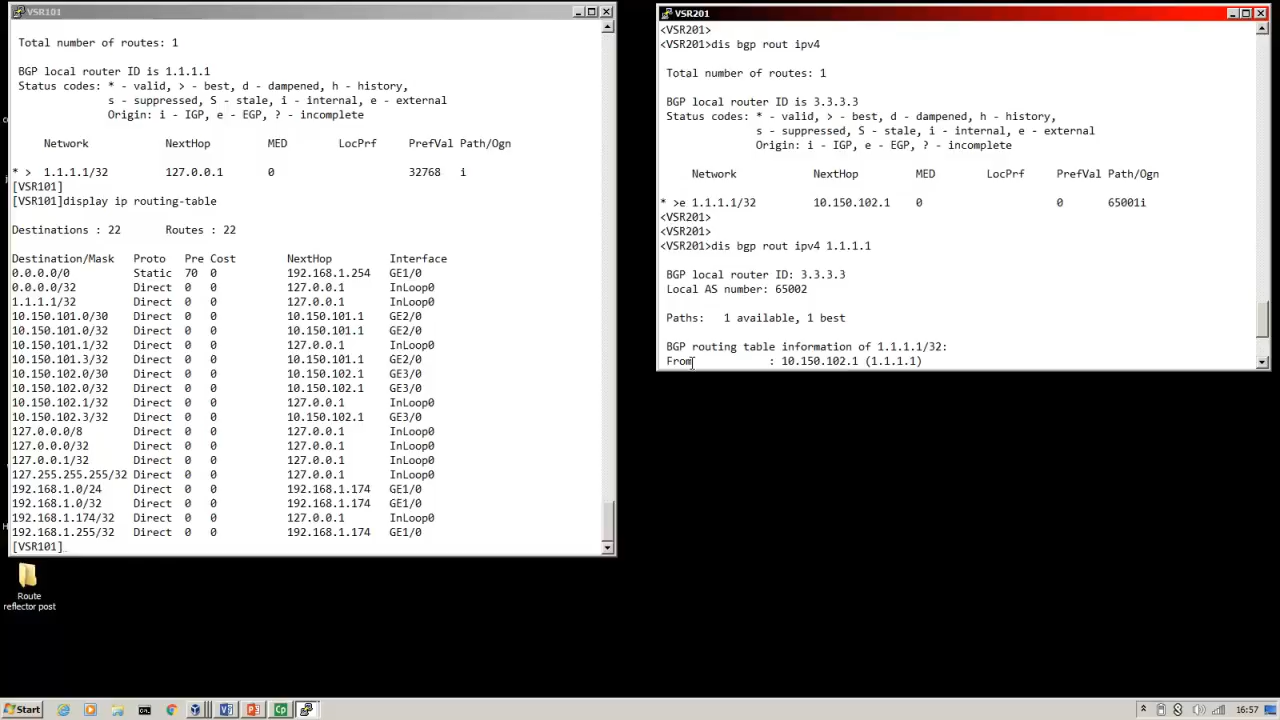 VSR101
Total number of routes: 1
BGP local router ID is 1.1.1.1
Status codes: * - valid, > - best, d - dampened, h - history,
s - suppressed, S - stale, i - internal, e - external
Origin: i - IGP, e - EGP, ? - incomplete
Network NextHop MED LocPrf PrefVal Path/Ogn
* > 1.1.1.1/32 127.0.0.1 0 32768 i
[VSR101]
[VSR101]display ip routing-table
Destinations : 22 Routes : 22
Destination/Mask Proto Pre Cost NextHop Interface
0.0.0.0/0 Static 70 0 192.168.1.254 GE1/0
0.0.0.0/32 Direct 0 0 127.0.0.1 InLoop0
1.1.1.1/32 Direct 0 0 127.0.0.1 InLoop0
10.150.101.0/30 Direct 0 0 10.150.101.1 GE2/0
10.150.101.0/32 Direct 0 0 10.150.101.1 GE2/0
10.150.101.1/32 Direct 0 0 127.0.0.1 InLoop0
10.150.101.3/32 Direct 0 0 10.150.101.1 GE2/0
10.150.102.0/30 Direct 0 0 10.150.102.1 GE3/0
10.150.102.0/32 Direct 0 0 10.150.102.1 GE3/0
10.150.102.1/32 Direct 0 0 127.0.0.1 InLoop0
10.150.102.3/32 Direct 0 0 10.150.102.1 GE3/0
127.0.0.0/8 Direct 0 0 127.0.0.1 InLoop0
127.0.0.0/32 Direct 0 0 127.0.0.1 InLoop0
127.0.0.1/32 Direct 0 0 127.0.0.1 InLoop0
127.255.255.255/32 Direct 0 0 127.0.0.1 InLoop0
192.168.1.0/24 Direct 0 0 192.168.1.174 GE1/0
192.168.1.0/32 Direct 0 0 192.168.1.174 GE1/0
192.168.1.174/32 Direct 0 0 127.0.0.1 InLoop0
192.168.1.255/32 Direct 0 0 192.168.1.174 GE1/0
[VSR101]
VSR201
<VSR201>
<VSR201>dis bgp rout ipv4
Total number of routes: 1
BGP local router ID is 3.3.3.3
Status codes: * - valid, > - best, d - dampened, h - history,
s - suppressed, S - stale, i - internal, e - external
Origin: i - IGP, e - EGP, ? - incomplete
Network NextHop MED LocPrf PrefVal Path/Ogn
* >e 1.1.1.1/32 10.150.102.1 0 0 65001i
<VSR201>
<VSR201>
<VSR201>dis bgp rout ipv4 1.1.1.1
BGP local router ID: 3.3.3.3
Local AS number: 65002
Paths: 1 available, 1 best
BGP routing table information of 1.1.1.1/32:
From : 10.150.102.1 (1.1.1.1)
Route
reflector post
Start
16:57